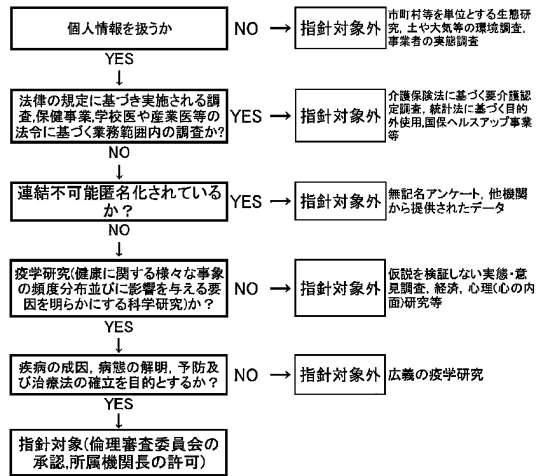 個人情報を扱うか
NO
→
指針対象外
市町村等を単位とする生態研
究, 土や大気等の環境調査,
事業者の実態調査
YES
↓
法律の規定に基づき実施される調
査,保健事業,学校医や産業医等の
法令に基づく業務範囲内の調査か?
YES
→
指針対象外
介護保険法に基づく要介護認
定調査, 統計法に基づく目的
外使用,国保ヘルスアップ事業
等
NO
↓
連結不可能匿名化されている
か?
YES
→
指針対象外
無記名アンケート, 他機関
から提供されたデータ
NO
↓
疫学研究(健康に関する様々な事象
の頻度分布並びに影響を与える要
因を明らかにする科学研究)か?
NO
→
指針対象外
仮説を検証しない実態・意
見調査, 経済, 心理(心の内
面)研究等
YES
↓
疾病の成因, 病態の解明, 予防及
び治療法の確立を目的とするか?
NO
→
指針対象外
広義の疫学研究
YES
↓
指針対象(倫理審査委員会の
承認,所属機関長の許可)